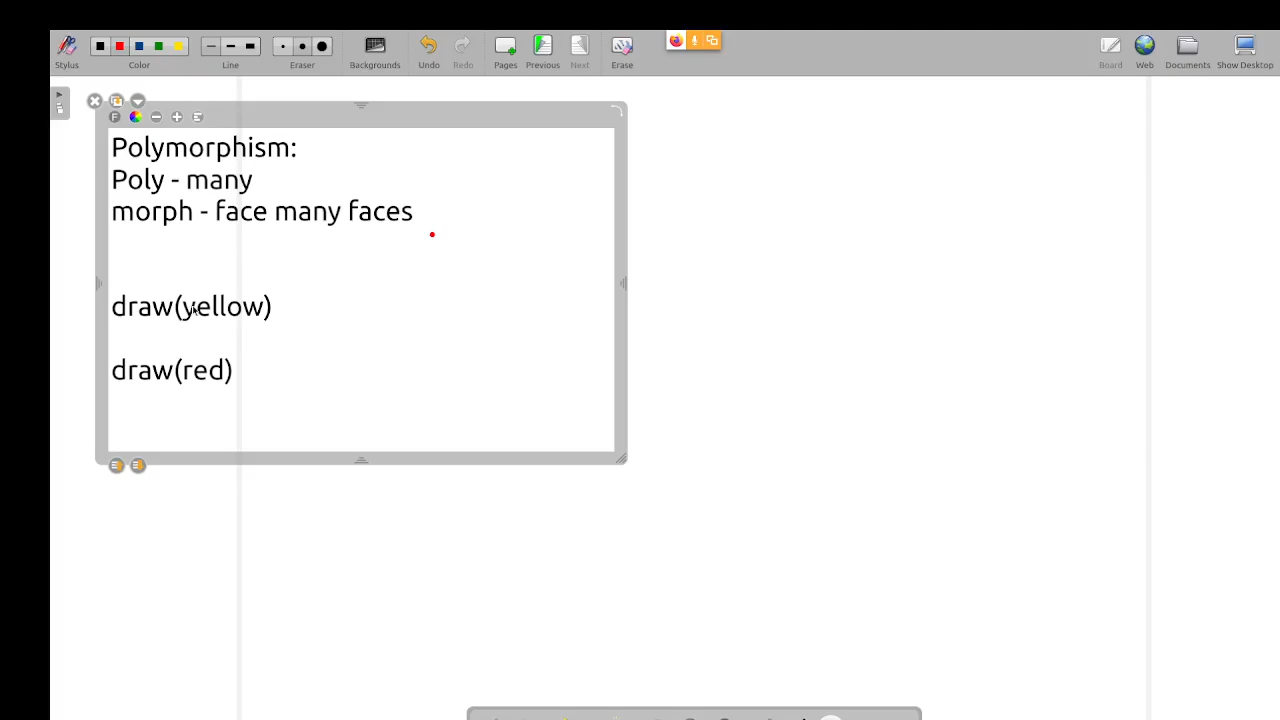 Stylus
Color
Line
Eraser
Backgrounds
Undo
Redo
Pages
Previous
Next
Erase
Board
Web
Documents
Show Desktop
F
Polymorphism:
Poly - many
morph - face many faces
draw(yellow)
draw(red)